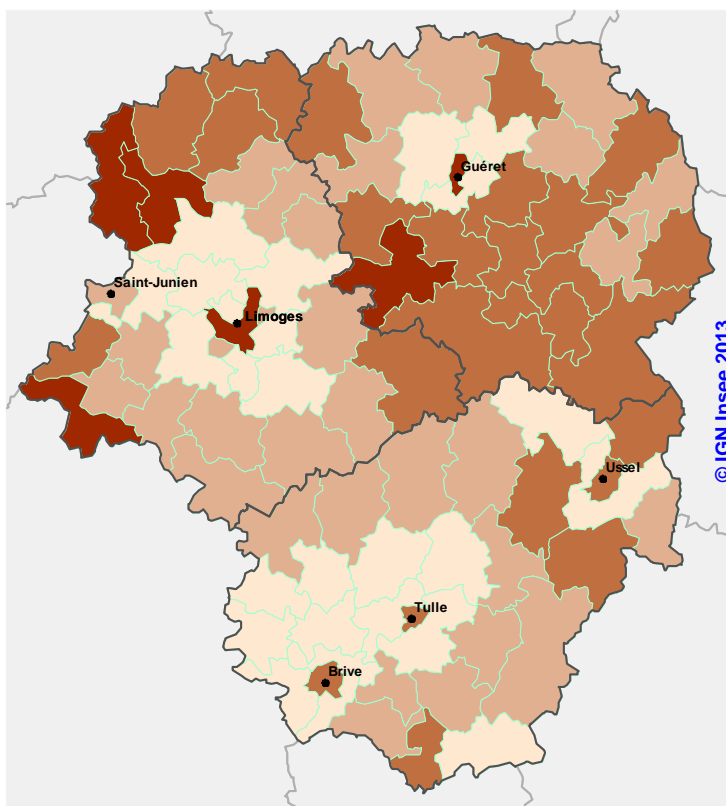 Guéret
Saint-Junien
Limoges
© IGN Insee 2013
Ussel
Tulle
Brive